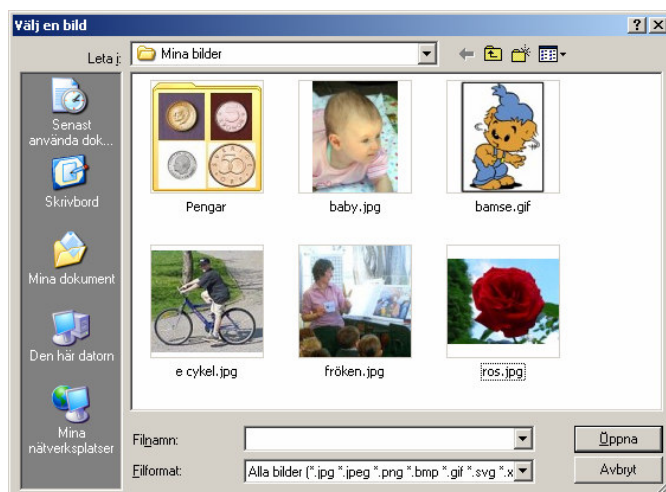 Välj en bild
Leta i:
Mina bilder
Senast
använda dok...
Skrivbord
Mina dokument
Den här datorn
Mina
nätverksplatser
Pengar
baby.jpg
bamse.gif
e cykel.jpg
fröken.jpg
ros.jpg
Filnamn:
Öppna
Filformat:
Alla bilder (*.jpg *.jpeg *.png *.bmp *.gif *.svg *.x
Avbryt